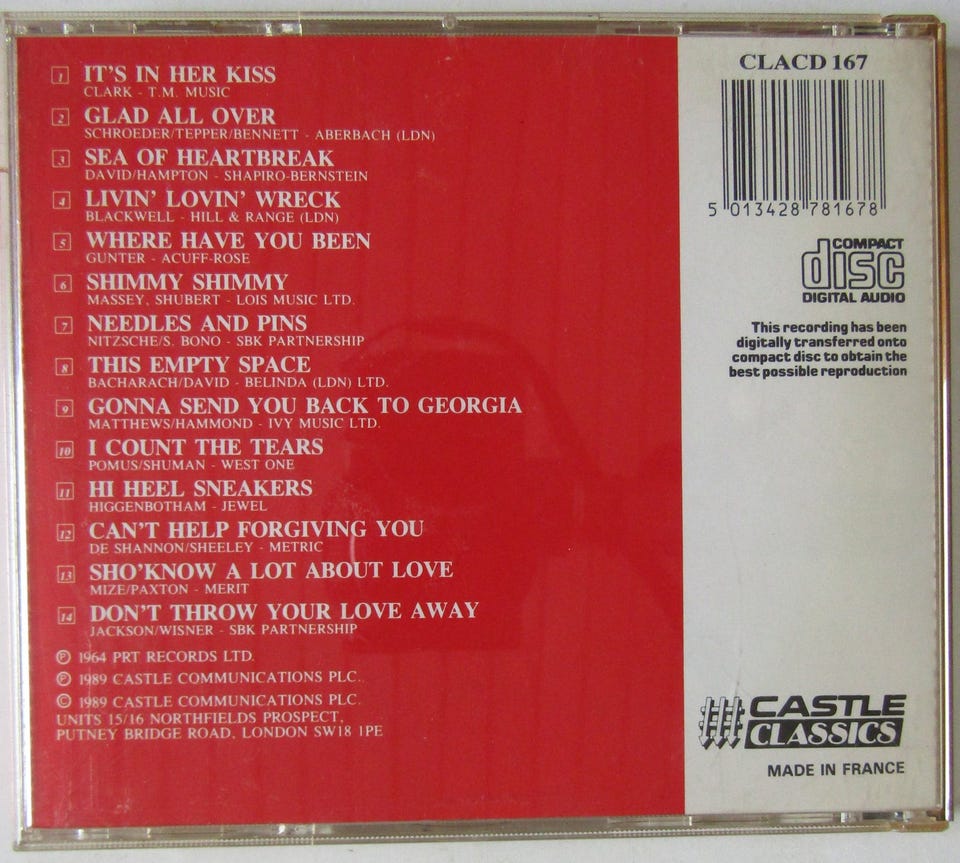 1 IT'S IN HER KISS
CLARK - T.M. MUSIC
2 GLAD ALL OVER
SCHROEDER/TEPPER/BENNETT - ABERBACH (LDN)
3 SEA OF HEARTBREAK
DAVID/HAMPTON - SHAPIRO-BERNSTEIN
4 LIVIN' LOVIN' WRECK
BLACKWELL - HILL & RANGE (LDN)
5 WHERE HAVE YOU BEEN
GUNTER - ACUFF-ROSE
6 SHIMMY SHIMMY
MASSEY, SHUBERT - LOIS MUSIC LTD.
7 NEEDLES AND PINS
NITZSCHE/S. BONO - SBK PARTNERSHIP
8 THIS EMPTY SPACE
BACHARACH/DAVID - BELINDA (LDN) LTD.
9 GONNA SEND YOU BACK TO GEORGIA
MATTHEWS/HAMMOND - IVY MUSIC LTD.
10 I COUNT THE TEARS
POMUS/SHUMAN - WEST ONE
11 HI HEEL SNEAKERS
HIGGENBOTHAM - JEWEL
12 CAN'T HELP FORGIVING YOU
DE SHANNON/SHEELEY - METRIC
13 SHO'KNOW A LOT ABOUT LOVE
MIZE/PAXTON - MERIT
14 DON'T THROW YOUR LOVE AWAY
JACKSON/WISNER - SBK PARTNERSHIP
Ⓟ 1964 PRT RECORDS LTD.
Ⓟ 1989 CASTLE COMMUNICATIONS PLC.
© 1989 CASTLE COMMUNICATIONS PLC.
UNITS 15/16 NORTHFIELDS PROSPECT,
PUTNEY BRIDGE ROAD, LONDON SW18 1PE
CLACD 167
5 013428 781678
COMPACT
disc
DIGITAL AUDIO
This recording has been
digitally transferred onto
compact disc to obtain the
best possible reproduction
CASTLE
CLASSICS
MADE IN FRANCE